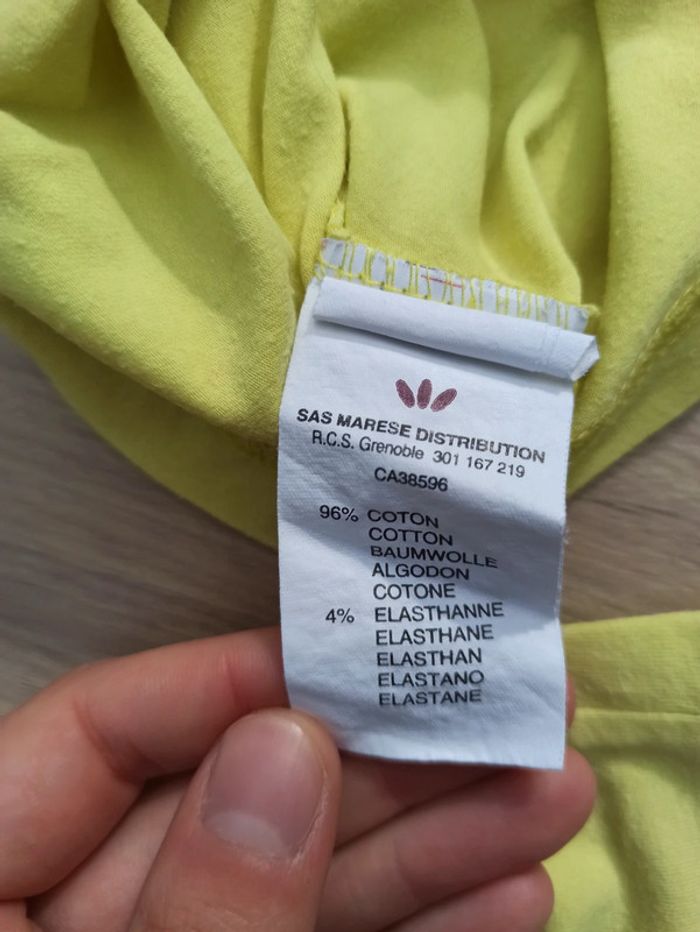 SAS MARESE DISTRIBUTION
R.C.S. Grenoble 301 167 219
CA38596
96% COTON
COTTON
BAUMWOLLE
ALGODON
COTONE
4% ELASTHANNE
ELASTHANE
ELASTHAN
ELASTANO
ELASTANE